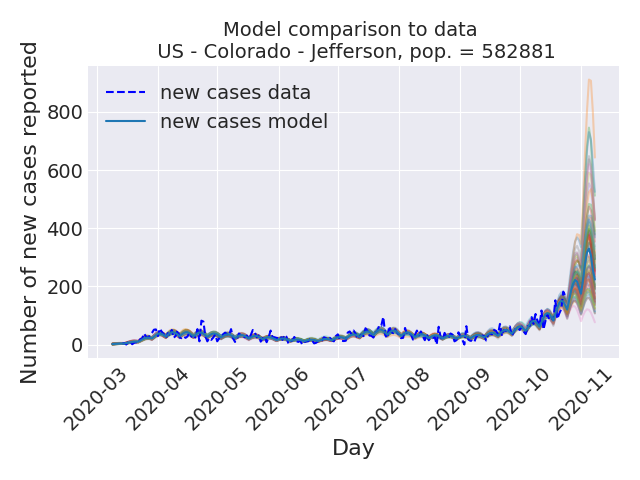 Model comparison to data
US - Colorado - Jefferson, pop. = 582881
Number of new cases reported
800
600
400
200
0
new cases data
new cases model
2020-03
2020-04
2020-05
2020-06
2020-07
2020-08
2020-09
2020-10
2020-11
Day